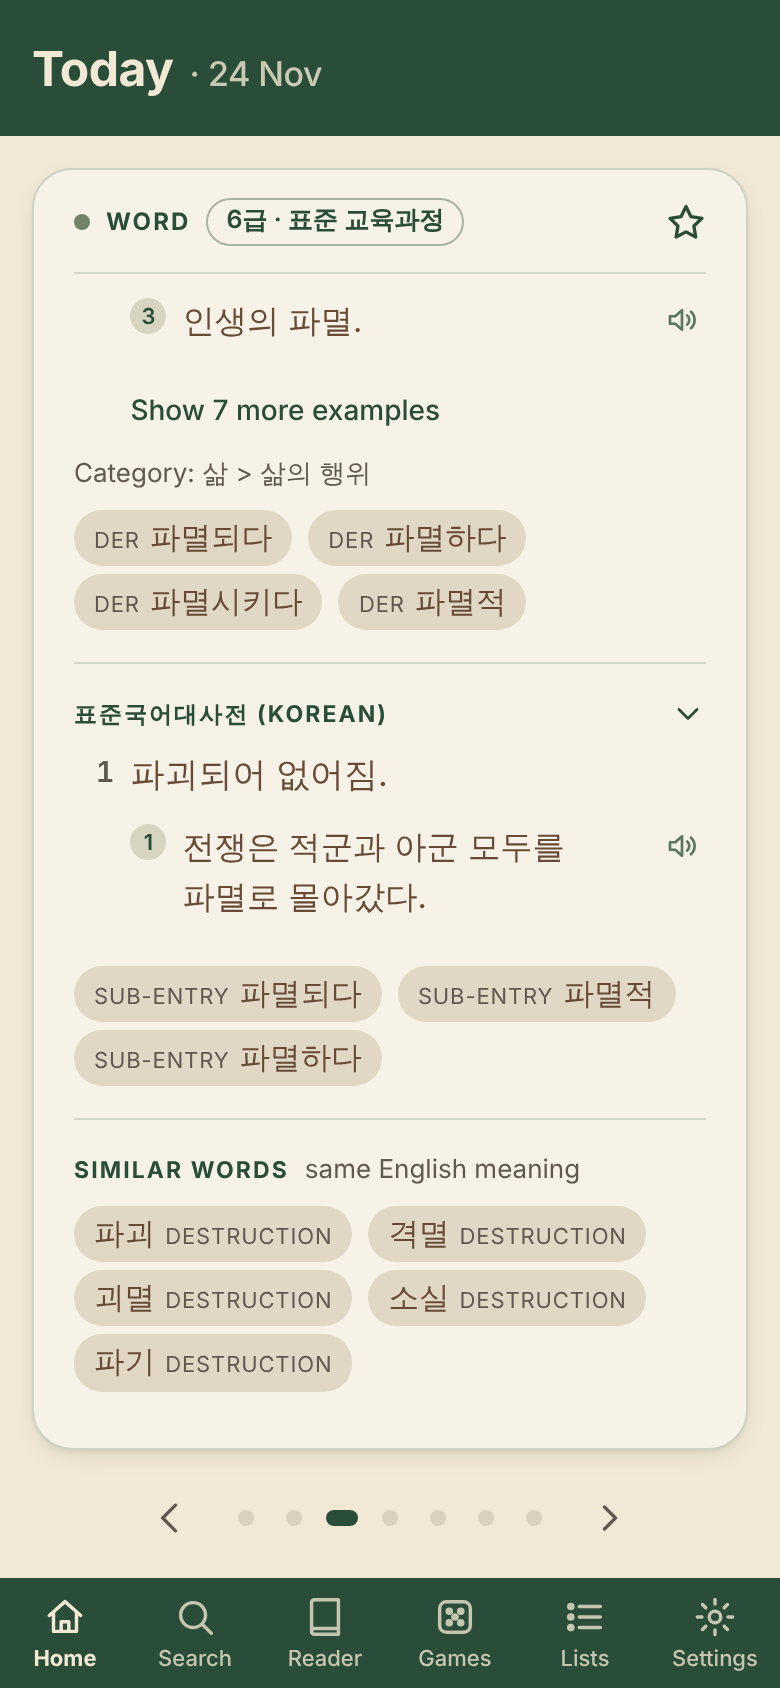 Today · 24 Nov
WORD 6급 · 표준 교육과정
3 인생의 파멸.
Show 7 more examples
Category: 삶 > 삶의 행위
DER 파멸되다 DER 파멸하다
DER 파멸시키다 DER 파멸적
표준국어대사전 (KOREAN)
1 파괴되어 없어짐.
1 전쟁은 적군과 아군 모두를
파멸로 몰아갔다.
SUB-ENTRY 파멸되다 SUB-ENTRY 파멸적
SUB-ENTRY 파멸하다
SIMILAR WORDS same English meaning
파괴 DESTRUCTION 격멸 DESTRUCTION
괴멸 DESTRUCTION 소실 DESTRUCTION
파기 DESTRUCTION
Home Search Reader Games Lists Settings